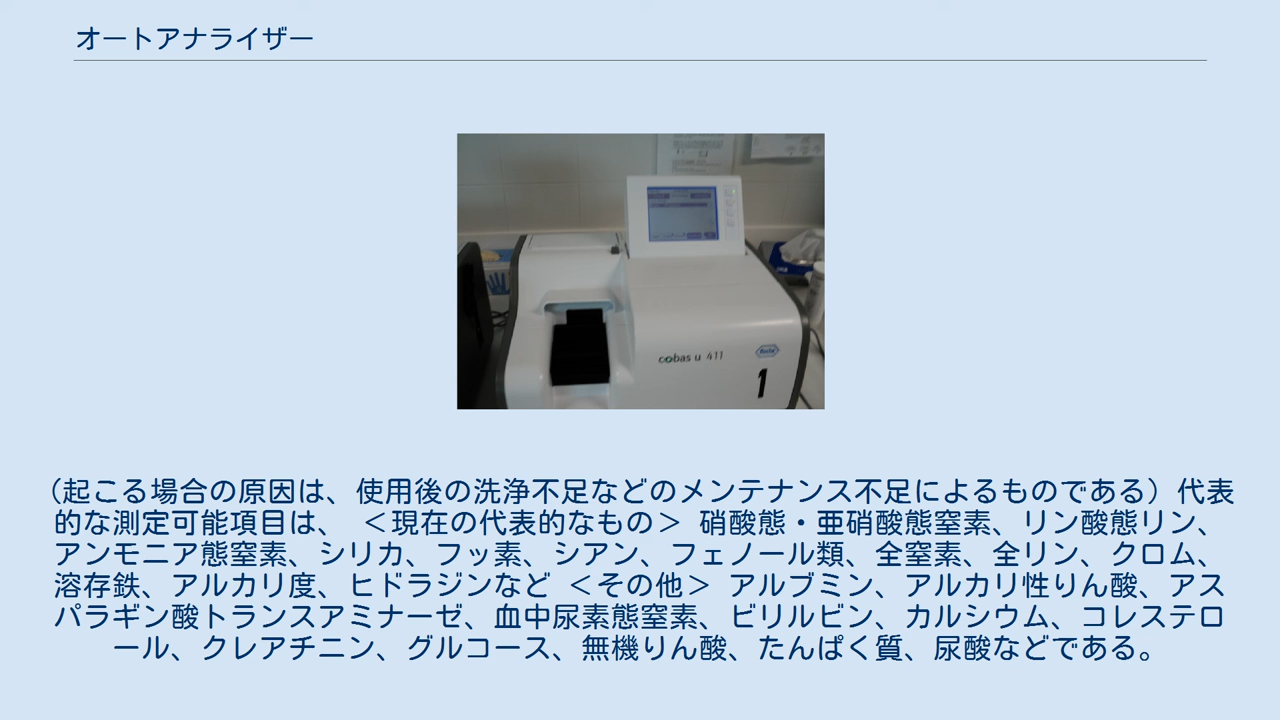 オートアナライザー
cobas u 411
Roche
1
(起こる場合の原因は、使用後の洗浄不足などのメンテナンス不足によるものである）代表
的な測定可能項目は、 ＜現在の代表的なもの＞ 硝酸態・亜硝酸態窒素、リン酸態リン、
アンモニア態窒素、シリカ、フッ素、シアン、フェノール類、全窒素、全リン、クロム、
溶存鉄、アルカリ度、ヒドラジンなど ＜その他＞ アルブミン、アルカリ性りん酸、アス
パラギン酸トランスアミナーゼ、血中尿素態窒素、ビリルビン、カルシウム、コレステロ
ール、クレアチニン、グルコース、無機りん酸、たんぱく質、尿酸などである。